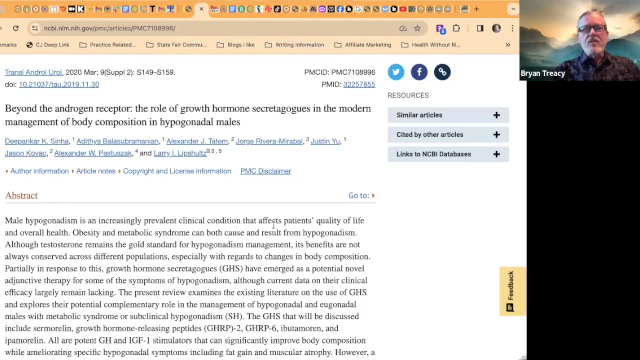 ncbi.nlm.nih.gov/pmc/articles/PMC7108996/
CJ Deep Link
Practice Related...
State Fair Commu...
Blogs I like
Writing Information
Affiliate Marketing
Health Without Ri...
Bryan Treacy
Transl Androl Urol. 2020 Mar; 9(Suppl 2): S149–S159.
doi: 10.21037/tau.2019.11.30
PMCID: PMC7108996
PMID: 32257855
Beyond the androgen receptor: the role of growth hormone secretagogues in the modern
management of body composition in hypogonadal males
Deepankar K. Sinha, 1 Adithya Balasubramanian, 1 Alexander J. Tatem, 2 Jorge Rivera-Mirabal, 3 Justin Yu, 1
Jason Kovac, 2 Alexander W. Pastuszak, 4 and Larry I. Lipshultz 3, 5
Author information
Article notes
Copyright and License information
PMC Disclaimer
Abstract
Go to:
Male hypogonadism is an increasingly prevalent clinical condition that affects patients' quality of life
and overall health. Obesity and metabolic syndrome can both cause and result from hypogonadism.
Although testosterone remains the gold standard for hypogonadism management, its benefits are not
always conserved across different populations, especially with regards to changes in body composition.
Partially in response to this, growth hormone secretagogues (GHS) have emerged as a potential novel
adjunctive therapy for some of the symptoms of hypogonadism, although current data on their clinical
efficacy largely remain lacking. The present review examines the existing literature on the use of GHS
and explores their potential complementary role in the management of hypogonadal and eugonadal
males with metabolic syndrome or subclinical hypogonadism (SH). The GHS that will be discussed
include sermorelin, growth hormone-releasing peptides (GHRP)-2, GHRP-6, ibutamoren, and
ipamorelin. All are potent GH and IGF-1 stimulators that can significantly improve body composition
while ameliorating specific hypogonadal symptoms including fat gain and muscular atrophy. However, a
RESOURCES
Similar articles
Cited by other articles
Links to NCBI Databases
Feedback